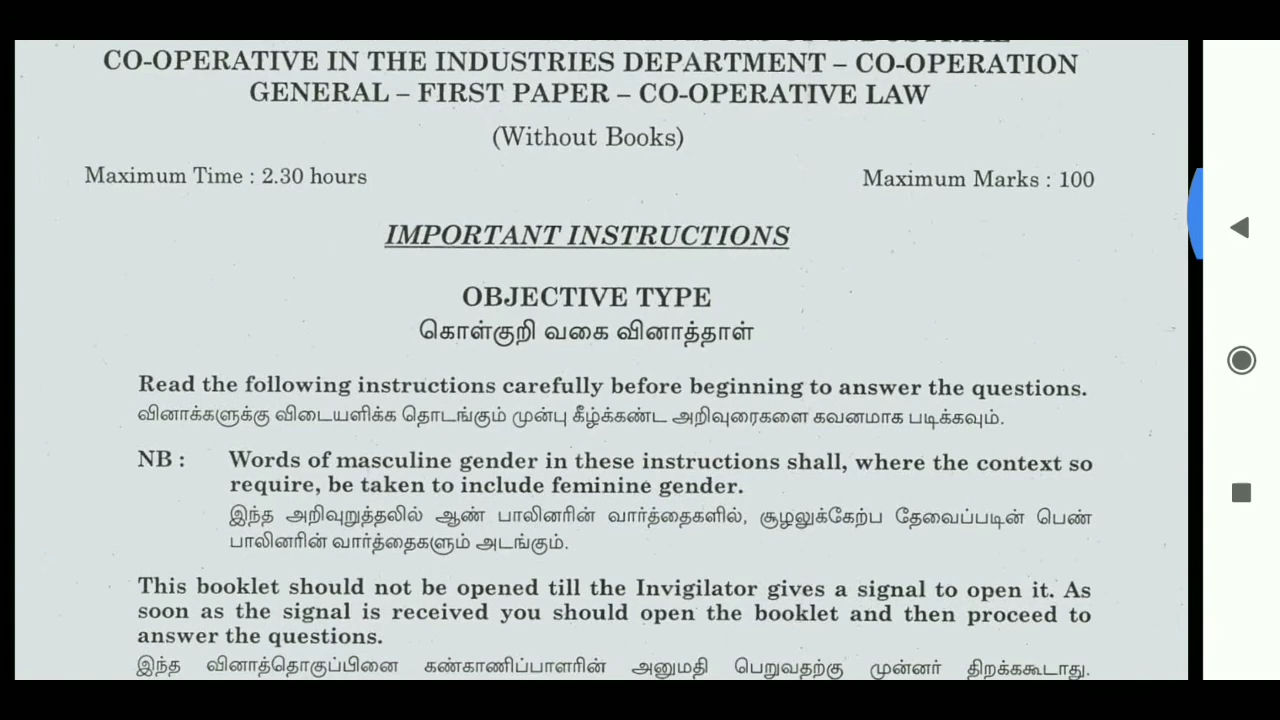 CO-OPERATIVE IN THE INDUSTRIES DEPARTMENT – CO-OPERATION
GENERAL – FIRST PAPER – CO-OPERATIVE LAW
(Without Books)
Maximum Time : 2.30 hours Maximum Marks : 100
IMPORTANT INSTRUCTIONS
OBJECTIVE TYPE
கொள்குறி வகை வினாத்தாள்
Read the following instructions carefully before beginning to answer the questions.
வினாக்களுக்கு விடையளிக்க தொடங்கும் முன்பு கீழ்க்கண்ட அறிவுரைகளை கவனமாக படிக்கவும்.
NB : Words of masculine gender in these instructions shall, where the context so
require, be taken to include feminine gender.
இந்த அறிவுறுத்தலில் ஆண் பாலினரின் வார்த்தைகளில், சூழலுக்கேற்ப தேவைப்படின் பெண்
பாலினரின் வார்த்தைகளும் அடங்கும்.
This booklet should not be opened till the Invigilator gives a signal to open it. As
soon as the signal is received you should open the booklet and then proceed to
answer the questions.
இந்த வினாத்தொகுப்பினை கண்காணிப்பாளரின் அனுமதி பெறுவதற்கு முன்னர் திறக்ககூடாது.